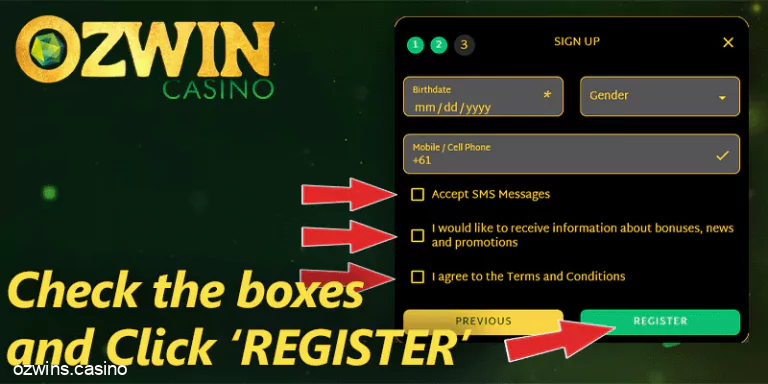 OZWIN
CASINO
1 2 3
SIGN UP
Birthdate *
mm / dd / yyyy
Gender
Mobile / Cell Phone
+61
Accept SMS Messages
I would like to receive information about bonuses, news
and promotions
I agree to the Terms and Conditions
PREVIOUS
REGISTER
Check the boxes
and Click ‘REGISTER’
ozwins.casino